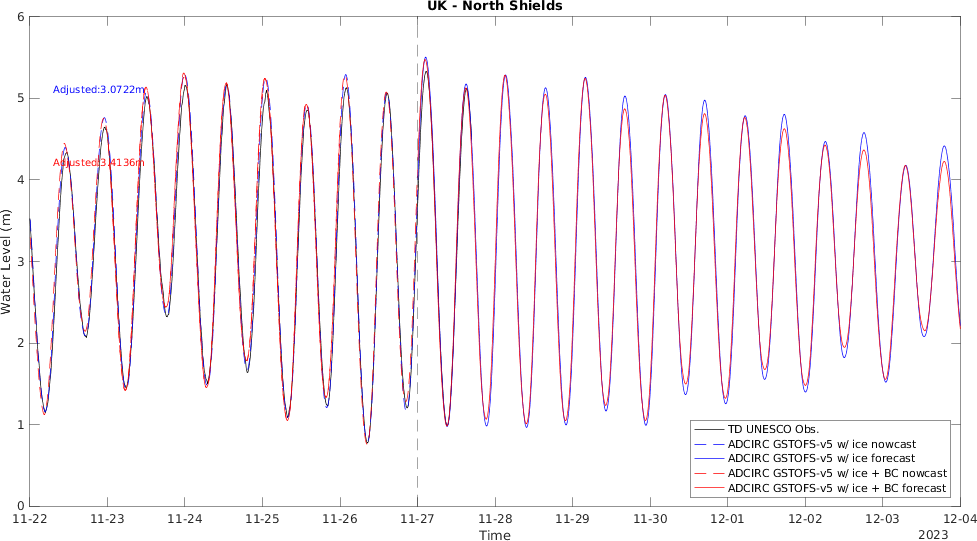 UK - North Shields
6
5
4
3
2
1
0
Water Level (m)
Adjusted:3.0722m
Adjusted:3.4136m
TD UNESCO Obs.
ADCIRC GSTOFS-v5 w/ ice nowcast
ADCIRC GSTOFS-v5 w/ ice forecast
ADCIRC GSTOFS-v5 w/ ice + BC nowcast
ADCIRC GSTOFS-v5 w/ ice + BC forecast
11-22 11-23 11-24 11-25 11-26 11-27 11-28 11-29 11-30 12-01 12-02 12-03 12-04
Time
2023